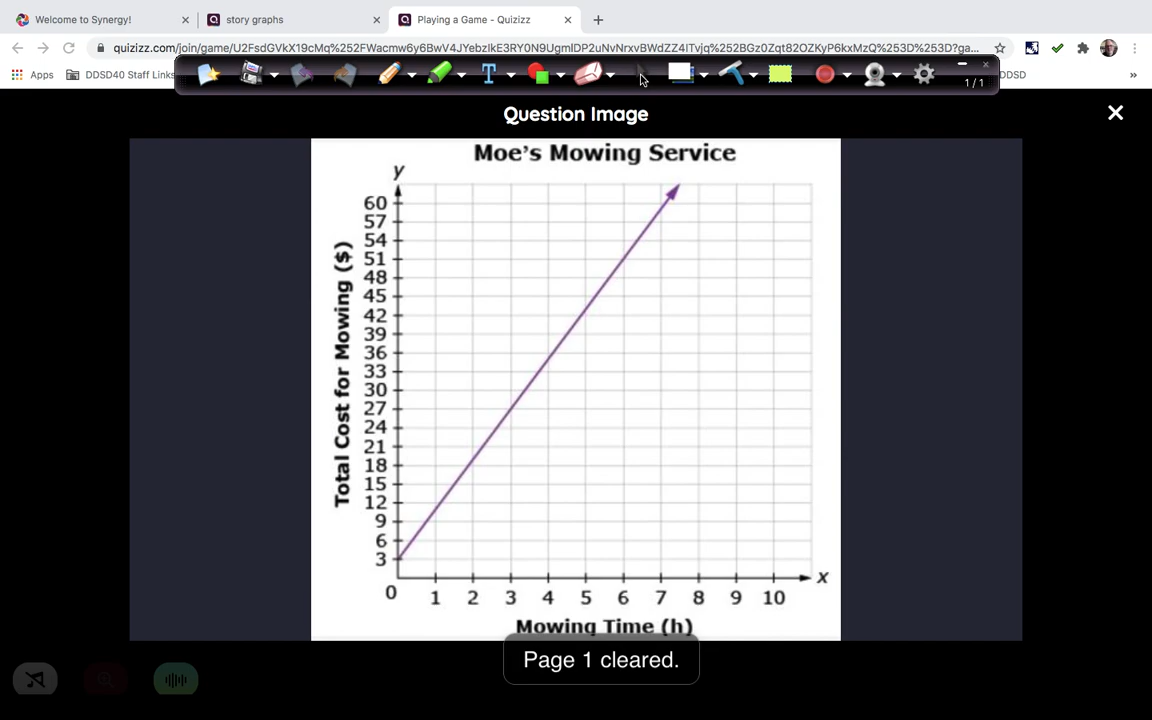 Welcome to Synergy!
story graphs
Playing a Game - Quizizz
quizizz.com/join/game/U2FsdGVkX19cMq%252FWacmw6y6BwV4JYebzIkE3RY0N9UgmIDP2uNvNrxvBWdZZ4ITvjq%252BGz0Zqt82OZKyP6kxMzQ%253D%253D?ga...
Apps
DDSD40 Staff Links
DDSD
T
1 / 1
Question Image
Moe's Mowing Service
y
60
57
54
51
48
45
42
39
36
33
30
27
24
21
18
15
12
9
6
3
Total Cost for Mowing ($)
0 1 2 3 4 5 6 7 8 9 10 x
Mowing Time (h)
Page 1 cleared.